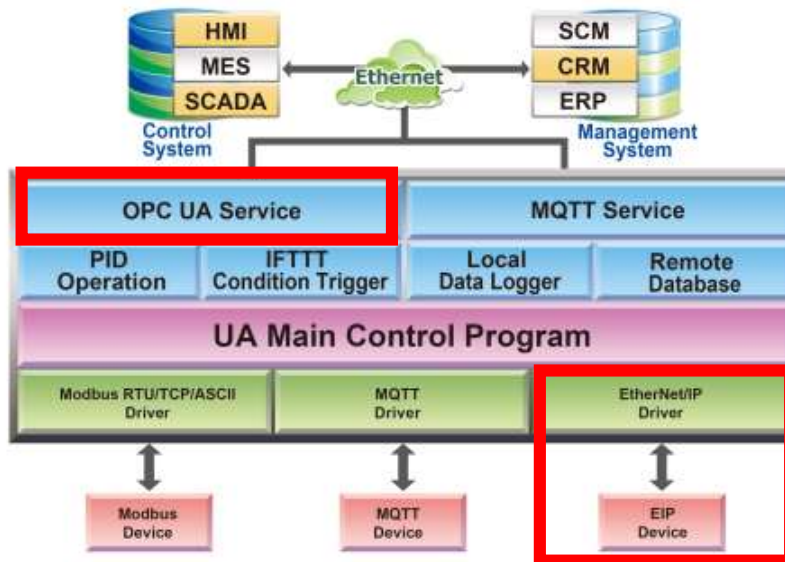 HMI
MES
SCADA
Control
System
Ethernet
SCM
CRM
ERP
Management
System
OPC UA Service
MQTT Service
PID
Operation
IFTTT
Condition Trigger
Local
Data Logger
Remote
Database
UA Main Control Program
Modbus RTU/TCP/ASCII
Driver
MQTT
Driver
EtherNet/IP
Driver
Modbus
Device
MQTT
Device
EIP
Device